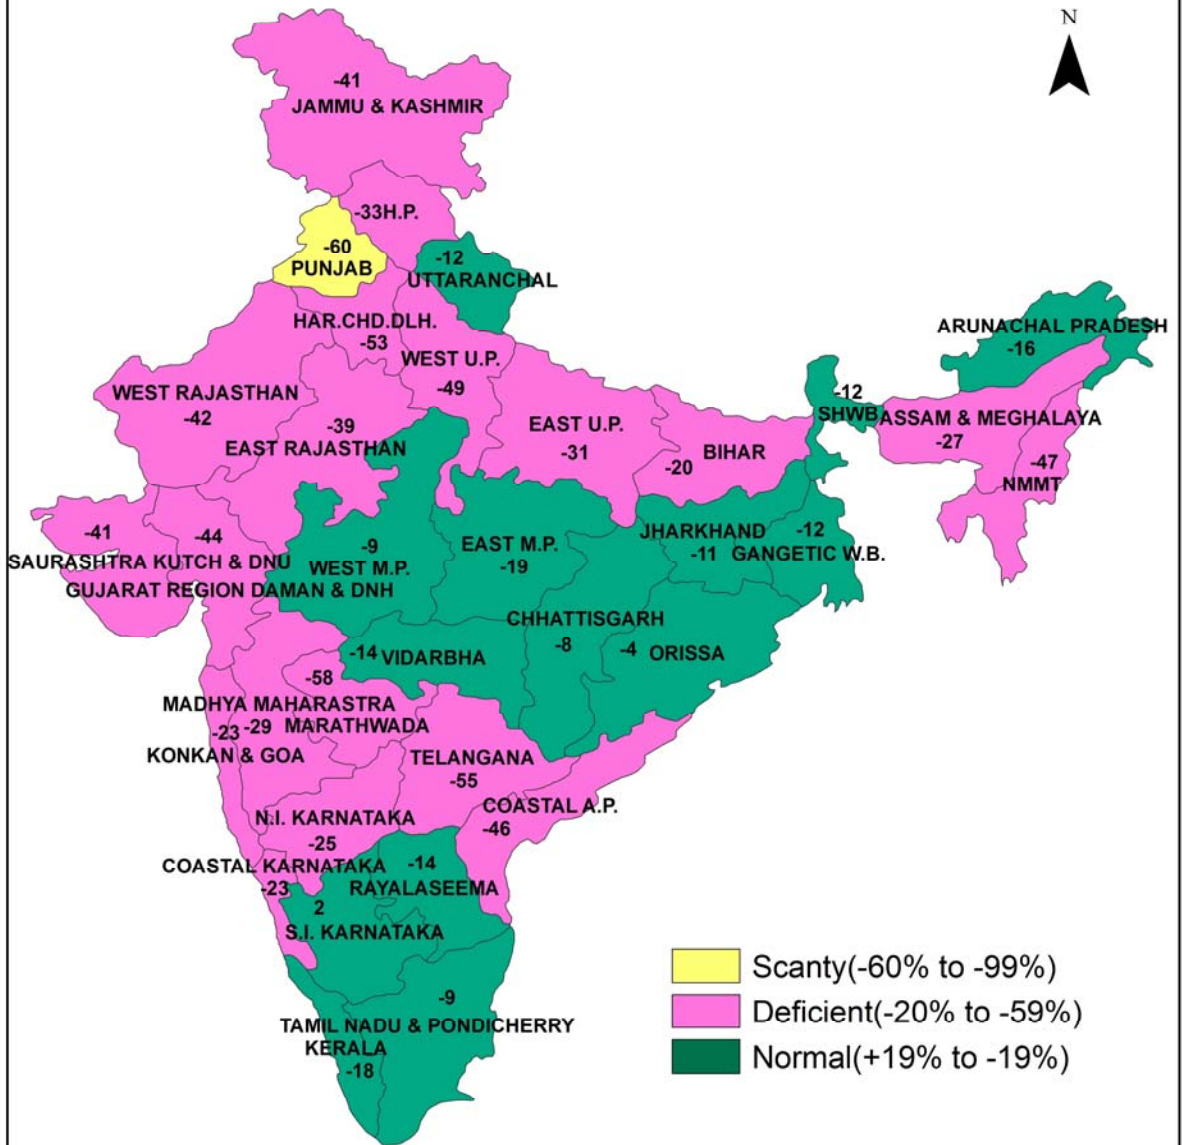 N
-41
JAMMU & KASHMIR
-33H.P.
-60
PUNJAB
-12
UTTARANCHAL
HAR.CHD.DLH.
-53
WEST U.P.
-49
ARUNACHAL PRADESH
-16
WEST RAJASTHAN
-42
-39
EAST RAJASTHAN
EAST U.P.
-31
BIHAR
-20
-12
SHWB
ASSAM & MEGHALAYA
-27
-47
NMMT
-41
SAURASHTRA KUTCH & DNU
-44
GUJARAT REGION DAMAN & DNH
-9
WEST M.P.
EAST M.P.
-19
JHARKHAND
-11
-12
GANGETIC W.B.
CHHATTISGARH
-8
-4 ORISSA
-14 VIDARBHA
-58
MADHYA MAHARASTRA
-23 -29 MARATHWADA
KONKAN & GOA
TELANGANA
-55
COASTAL A.P.
-46
N.I. KARNATAKA
-25
COASTAL KARNATAKA
-23
-14
RAYALASEEMA
2
S.I. KARNATAKA
-9
TAMIL NADU & PONDICHERRY
KERALA
-18
Scanty(-60% to -99%)
Deficient(-20% to -59%)
Normal(+19% to -19%)